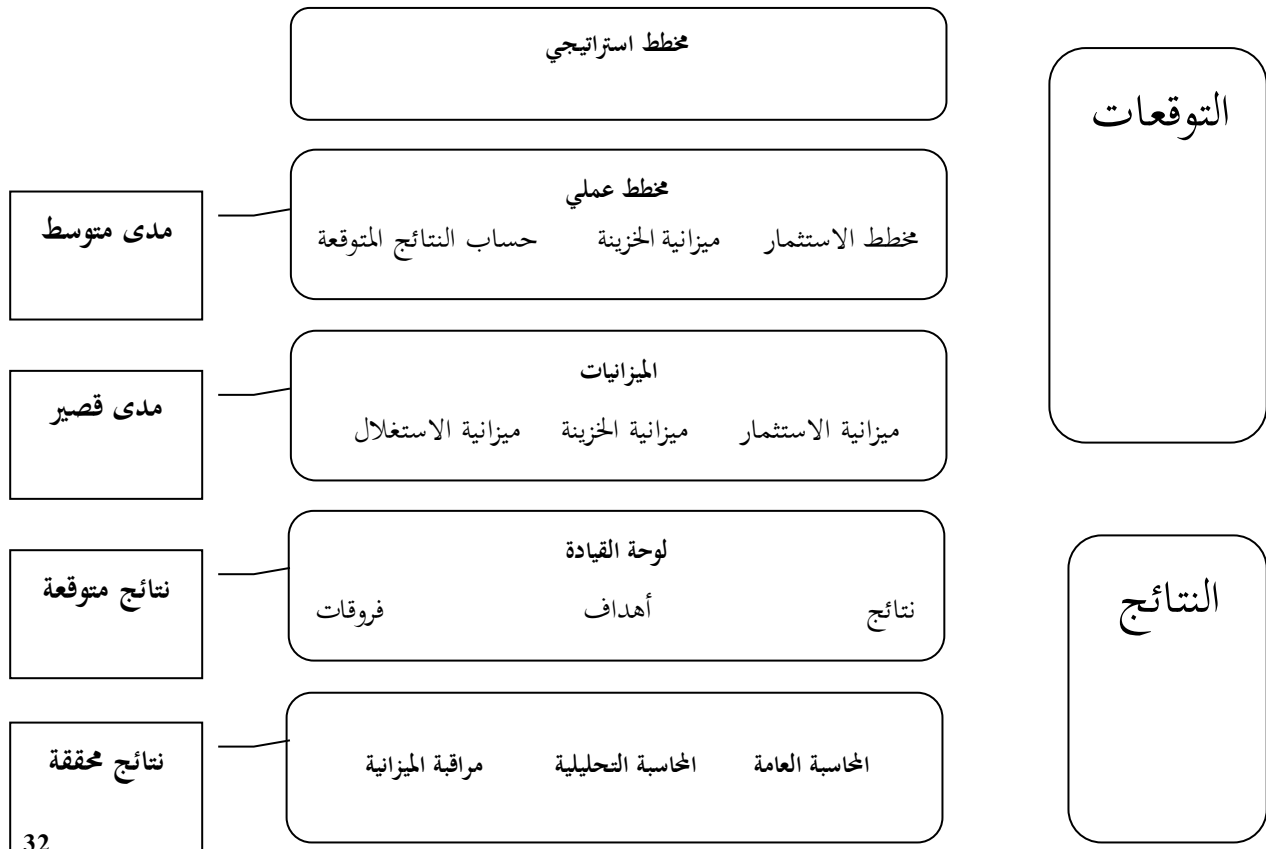 مخطط استراتيجي
التوقعات
مخطط عملي
مخطط الاستثمار ميزانية الخزينة حساب النتائج المتوقعة
مدى متوسط
الميزانيات
ميزانية الاستثمار ميزانية الخزينة ميزانية الاستغلال
مدى قصير
لوحة القيادة
نتائج أهداف فروقات
نتائج متوقعة
النتائج
المحاسبة العامة المحاسبة التحليلية مراقبة الميزانية
نتائج محققة
32